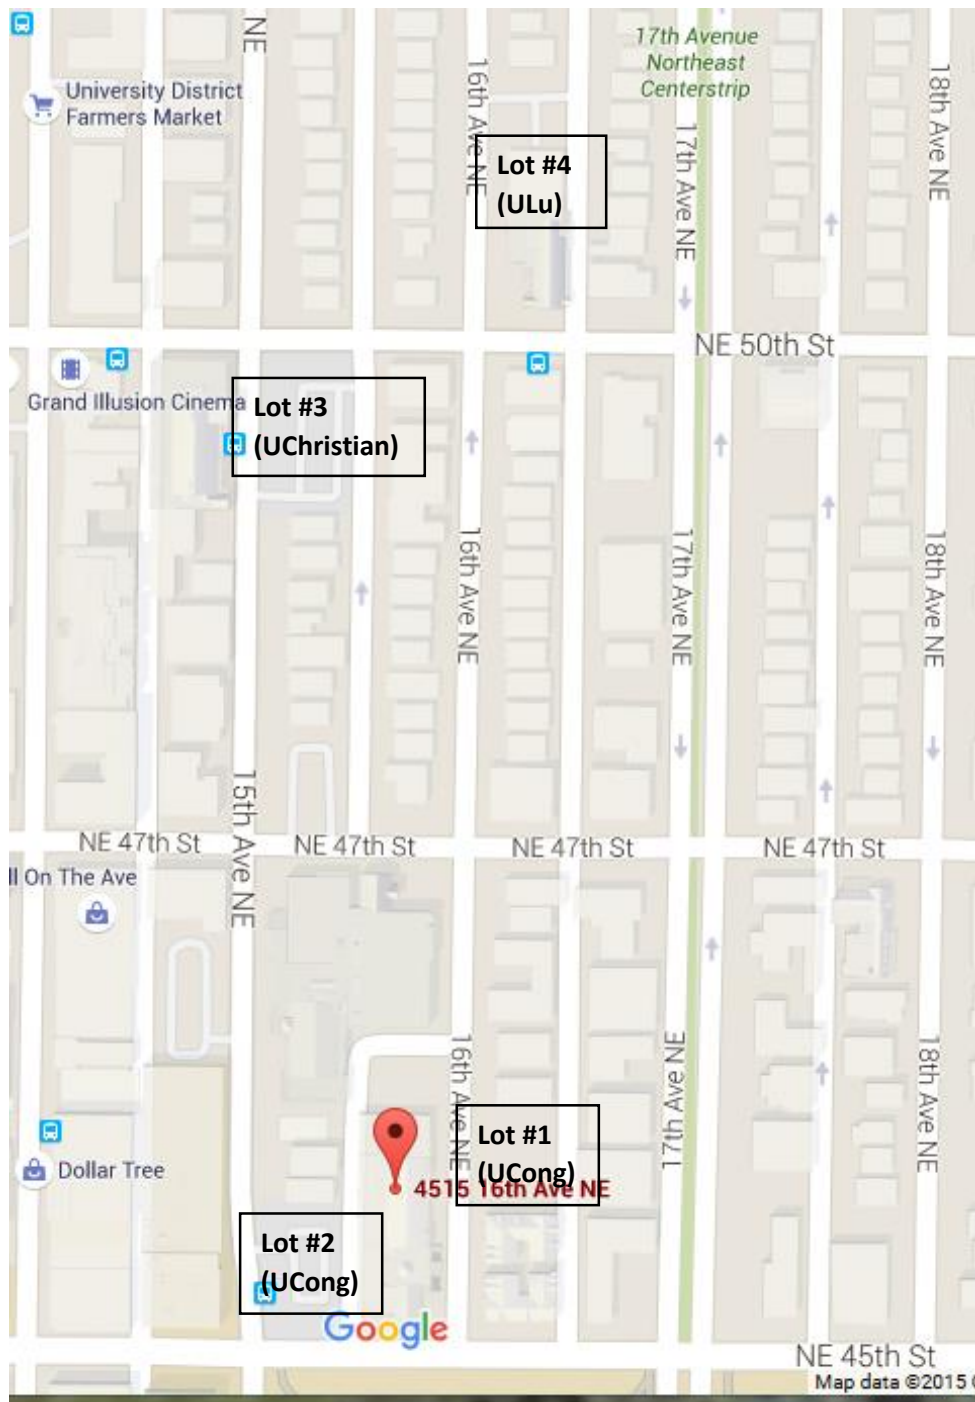 NE
17th Avenue
Northeast
Centerstrip
University District
Farmers Market
16th Ave NE
17th Ave NE
18th Ave NE
Lot #4
(ULu)
NE 50th St
Grand Illusion Cinema
Lot #3
(UChristian)
16th Ave NE
17th Ave NE
18th Ave NE
15th Ave NE
NE 47th St
NE 47th St
NE 47th St
NE 47th St
ll On The Ave
16th Ave NE
17th Ave NE
18th Ave NE
Lot #1
(UCong)
Dollar Tree
4515 16th Ave NE
Lot #2
(UCong)
Google
NE 45th St
Map data ©2015